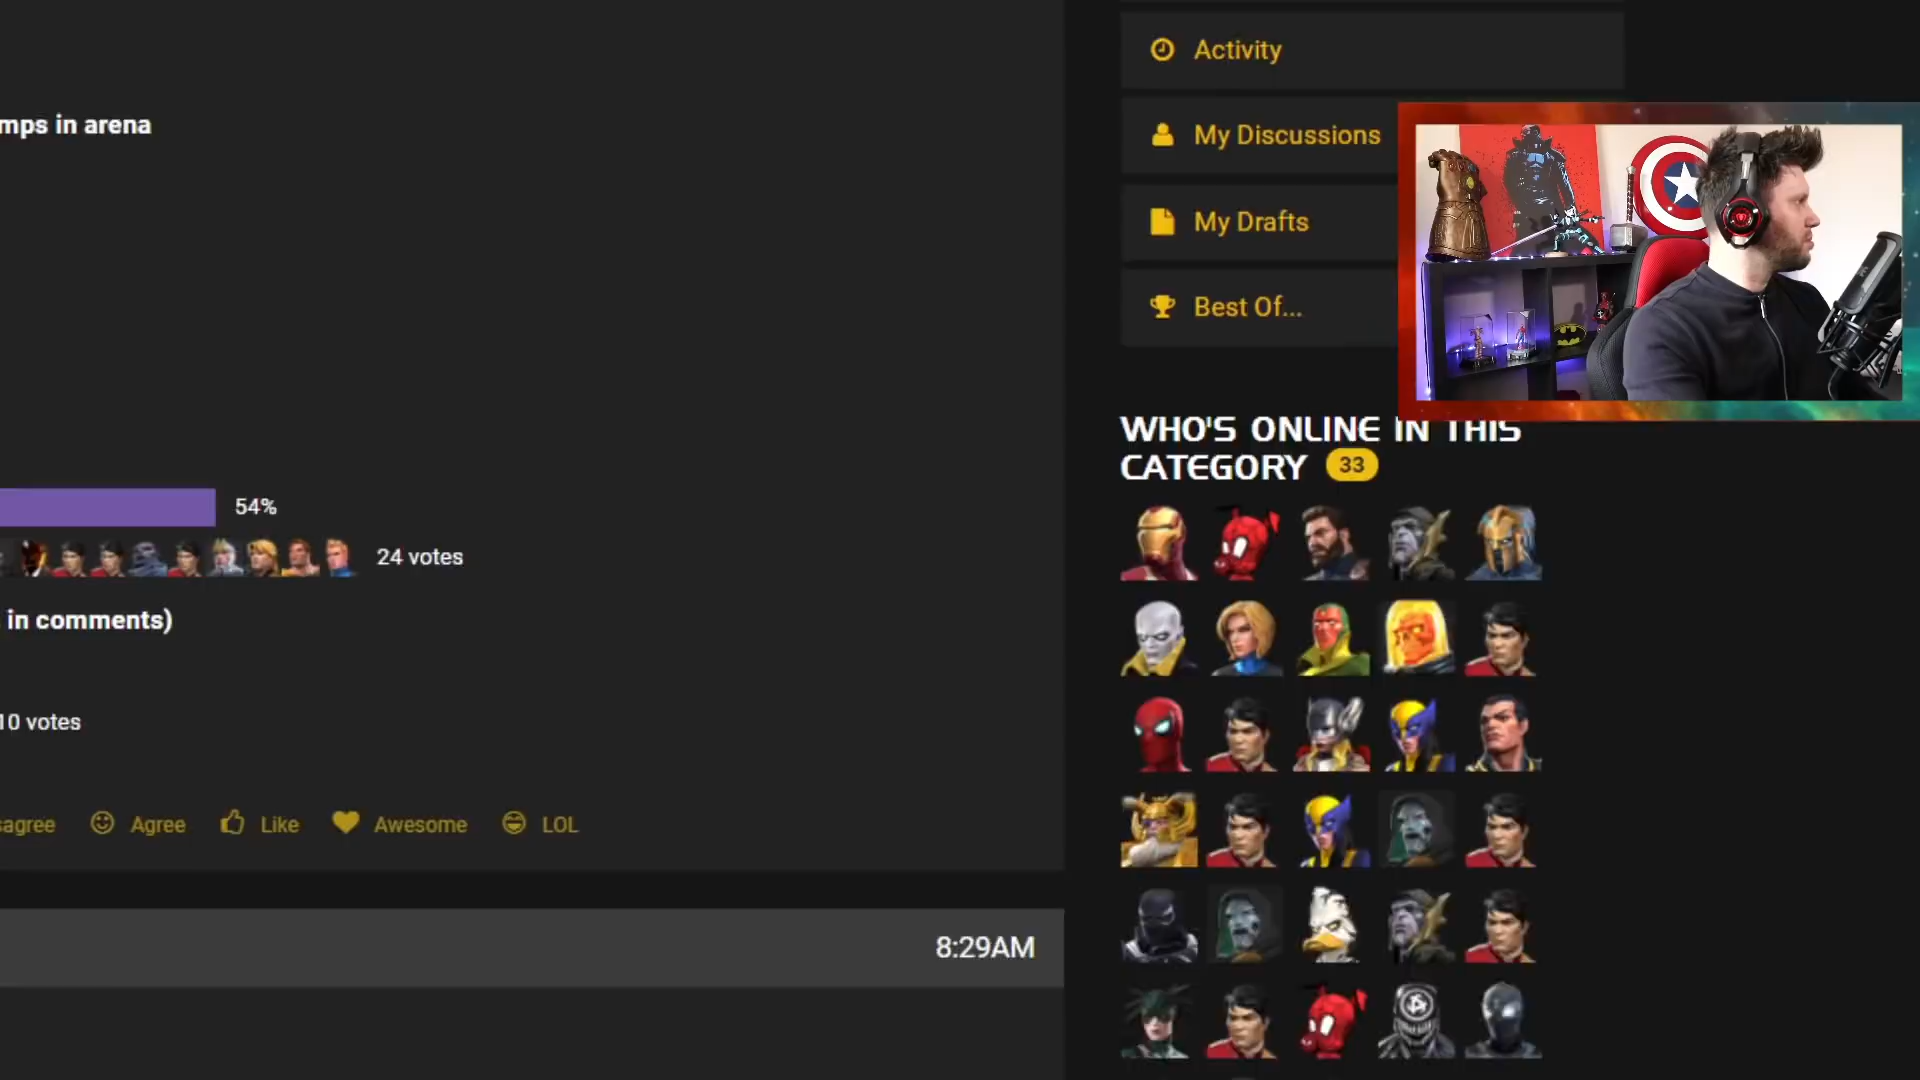 mps in arena
54%
24 votes
in comments)
10 votes
sagree
Agree
Like
Awesome
LOL
8:29AM
Activity
My Discussions
My Drafts
Best Of...
WHO'S ONLINE IN THIS
CATEGORY 33